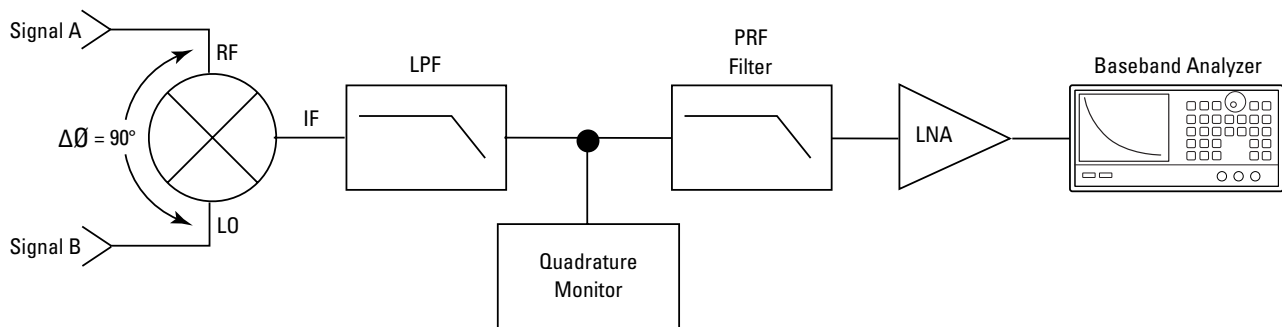 Signal A
RF
ΔØ = 90°
LO
Signal B
IF
LPF
Quadrature
Monitor
PRF
Filter
LNA
Baseband Analyzer